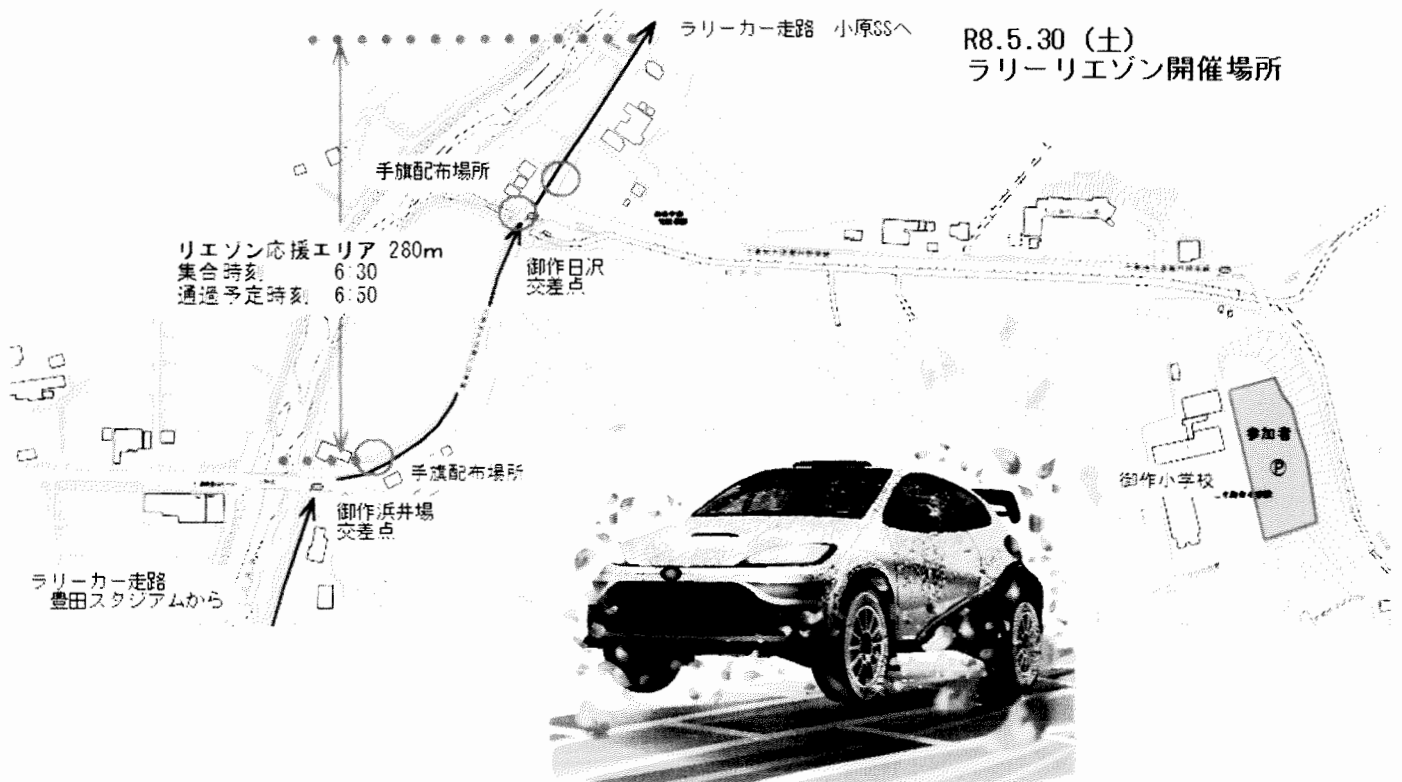 ラリーカー走路 小原SSへ
R8.5.30 (土)
ラリーリエゾン開催場所
手旗配布場所
リエゾン応援エリア 280m
集合時刻 6:30
通過予定時刻 6:50
御作日沢
交差点
手旗配布場所
御作浜井場
交差点
ラリーカー走路
豊田スタジアムから
参加者
Ⓟ
御作小学校